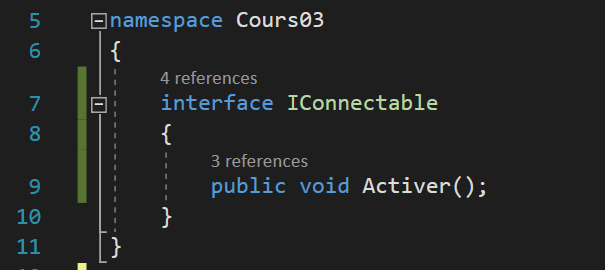 5 namespace Cours03
6 {
4 references
7 interface IConnectable
8 {
3 references
9 public void Activer();
10 }
11 }